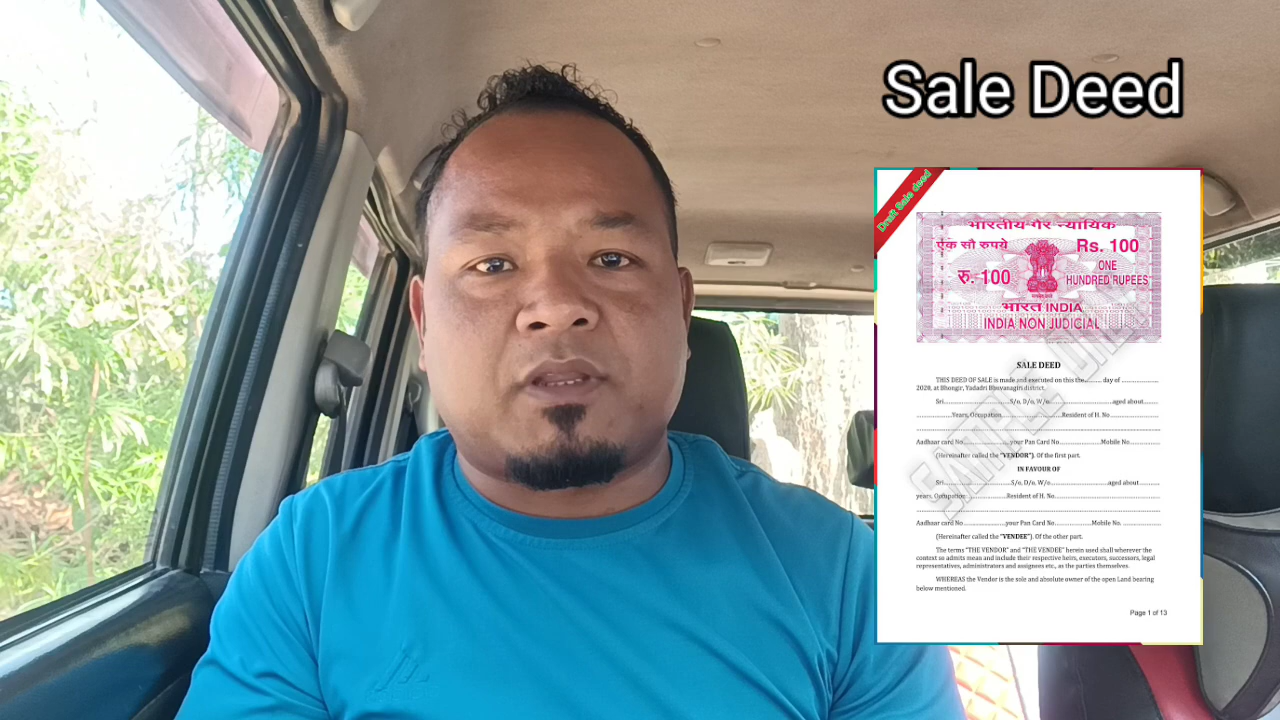 Sale Deed
Draft Sale deed
भारतीय गैर न्यायिक
एक सौ रुपये
Rs. 100
रु. 100
ONE
HUNDRED RUPEES
भारत INDIA
INDIA NON JUDICIAL
SALE DEED
THIS DEED OF SALE is made and executed on this the.......... day of ......................
2020, at Bhongir, Yadadri Bhuvanagiri district.
Sri........................................S/o, D/o, W/o......................................aged about........
......................Years, Occupation......................Resident of H. No.............................
Aadhaar card No......................your Pan Card No......................Mobile No..................
(Hereinafter called the "VENDOR"). Of the first part.
IN FAVOUR OF
Sri........................................S/o, D/o, W/o...................................aged about............
years, Occupation........................Resident of H. No.................................................
Aadhaar card No......................your Pan Card No...................Mobile No. ..................
(Hereinafter called the "VENDEE"). Of the other part.
The terms "THE VENDOR" and "THE VENDEE" herein used shall wherever the
context so admits mean and include their respective heirs, executors, successors, legal
representatives, administrators and assignees etc., as the parties themselves.
WHEREAS the Vendor is the sole and absolute owner of the open Land bearing
below mentioned.
Page 1 of 13